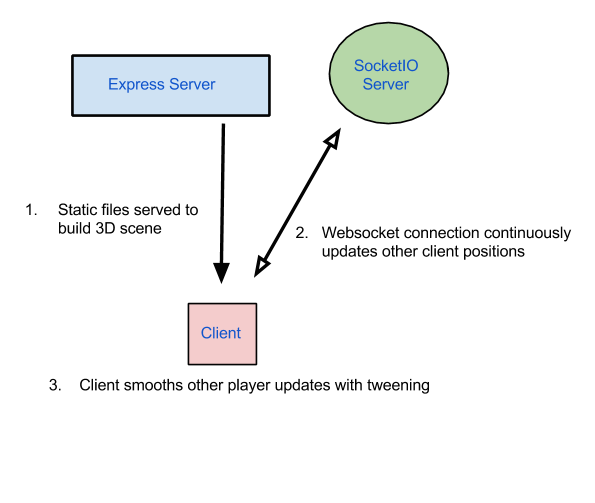 Express Server
SocketIO
Server
1. Static files served to
build 3D scene
2. Websocket connection continuously
updates other client positions
Client
3. Client smooths other player updates with tweening